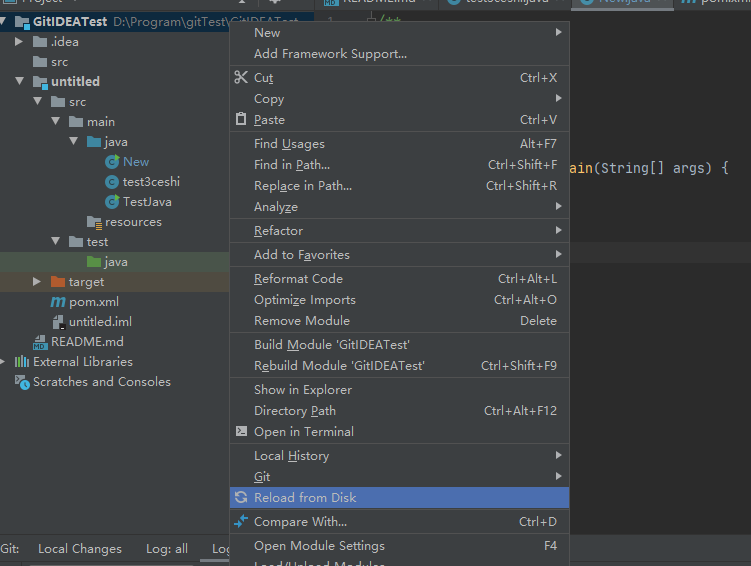 Project
README.md
New.java
pom.xml
GitIDEATest D:\Program\gitTest\GitIDEATest
1
/**
.idea
src
untitled
src
main
java
New
test3ceshi
TestJava
resources
test
java
target
pom.xml
untitled.iml
README.md
External Libraries
Scratches and Consoles
New
Add Framework Support...
Cut Ctrl+X
Copy
Paste Ctrl+V
Find Usages Alt+F7
Find in Path... Ctrl+Shift+F
Replace in Path... Ctrl+Shift+R
Analyze
Refactor
Add to Favorites
Reformat Code Ctrl+Alt+L
Optimize Imports Ctrl+Alt+O
Remove Module Delete
Build Module 'GitIDEATest'
Rebuild Module 'GitIDEATest' Ctrl+Shift+F9
Show in Explorer
Directory Path Ctrl+Alt+F12
Open in Terminal
Local History
Git
Reload from Disk
Compare With... Ctrl+D
Open Module Settings F4
Load/Unload Modules...
ain(String[] args) {
Git: Local Changes Log: all Log